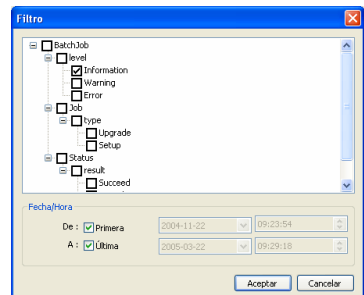 Filtro
BatchJob
level
Information
Warning
Error
Job
type
Upgrade
Setup
Status
result
Succeed
Fecha/Hora
De : Primera 2004-11-22 09:23:54
A : Última 2005-03-22 09:29:18
Aceptar Cancelar